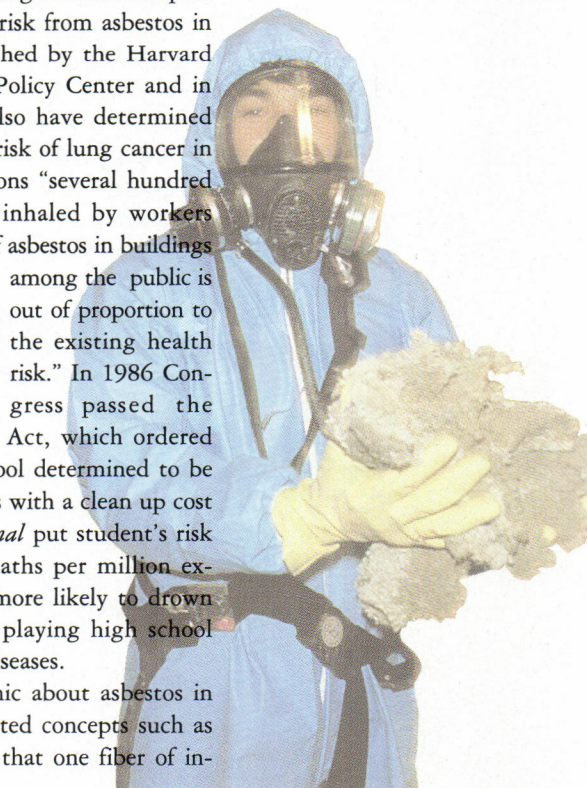 risk from asbestos in
shed by the Harvard
Policy Center and in
lso have determined
risk of lung cancer in
ons “several hundred
inhaled by workers
f asbestos in buildings
among the public is
out of proportion to
the existing health
risk.” In 1986 Con-
gress passed the
Act, which ordered
ool determined to be
s with a clean up cost
nal put student's risk
aths per million ex-
more likely to drown
playing high school
seases.
nic about asbestos in
ted concepts such as
that one fiber of in-